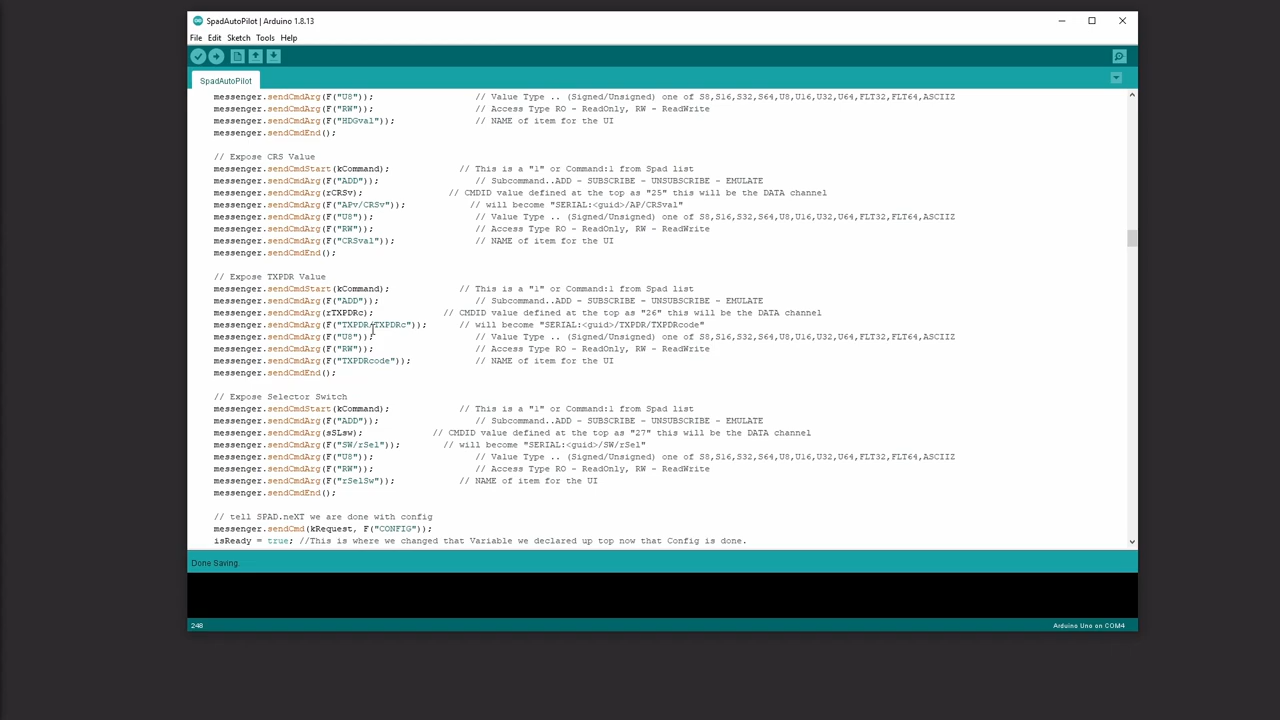 SpadAutoPilot | Arduino 1.8.13
File Edit Sketch Tools Help
SpadAutoPilot
messenger.sendCmdArg(F("U8")); // Value Type .. (Signed/Unsigned) one of S8,S16,S32,S64,U8,U16,U32,U64,FLT32,FLT64,ASCIIZ
messenger.sendCmdArg(F("RW")); // Access Type RO - ReadOnly, RW - ReadWrite
messenger.sendCmdArg(F("HDGval")); // NAME of item for the UI
messenger.sendCmdEnd();
// Expose CRS Value
messenger.sendCmdStart(kCommand); // This is a "1" or Command:1 from Spad list
messenger.sendCmdArg(F("ADD")); // Subcommand..ADD - SUBSCRIBE - UNSUBSCRIBE - EMULATE
messenger.sendCmdArg(rCRSv); // CMDID value defined at the top as "25" this will be the DATA channel
messenger.sendCmdArg(F("APv/CRSv")); // will become "SERIAL:<guid>/AP/CRSval"
messenger.sendCmdArg(F("U8")); // Value Type .. (Signed/Unsigned) one of S8,S16,S32,S64,U8,U16,U32,U64,FLT32,FLT64,ASCIIZ
messenger.sendCmdArg(F("RW")); // Access Type RO - ReadOnly, RW - ReadWrite
messenger.sendCmdArg(F("CRSval")); // NAME of item for the UI
messenger.sendCmdEnd();
// Expose TXPDR Value
messenger.sendCmdStart(kCommand); // This is a "1" or Command:1 from Spad list
messenger.sendCmdArg(F("ADD")); // Subcommand..ADD - SUBSCRIBE - UNSUBSCRIBE - EMULATE
messenger.sendCmdArg(rTXPDRc); // CMDID value defined at the top as "26" this will be the DATA channel
messenger.sendCmdArg(F("TXPDR/TXPDRc")); // will become "SERIAL:<guid>/TXPDR/TXPDRcode"
messenger.sendCmdArg(F("U8")); // Value Type .. (Signed/Unsigned) one of S8,S16,S32,S64,U8,U16,U32,U64,FLT32,FLT64,ASCIIZ
messenger.sendCmdArg(F("RW")); // Access Type RO - ReadOnly, RW - ReadWrite
messenger.sendCmdArg(F("TXPDRcode")); // NAME of item for the UI
messenger.sendCmdEnd();
// Expose Selector Switch
messenger.sendCmdStart(kCommand); // This is a "1" or Command:1 from Spad list
messenger.sendCmdArg(F("ADD")); // Subcommand..ADD - SUBSCRIBE - UNSUBSCRIBE - EMULATE
messenger.sendCmdArg(sSLsw); // CMDID value defined at the top as "27" this will be the DATA channel
messenger.sendCmdArg(F("SW/rSel")); // will become "SERIAL:<guid>/SW/rSel"
messenger.sendCmdArg(F("U8")); // Value Type .. (Signed/Unsigned) one of S8,S16,S32,S64,U8,U16,U32,U64,FLT32,FLT64,ASCIIZ
messenger.sendCmdArg(F("RW")); // Access Type RO - ReadOnly, RW - ReadWrite
messenger.sendCmdArg(F("rSelSw")); // NAME of item for the UI
messenger.sendCmdEnd();
// tell SPAD.neXT we are done with config
messenger.sendCmd(kRequest, F("CONFIG"));
isReady = true; //This is where we changed that Variable we declared up top now that Config is done.
Done Saving.
248 Arduino Uno on COM4